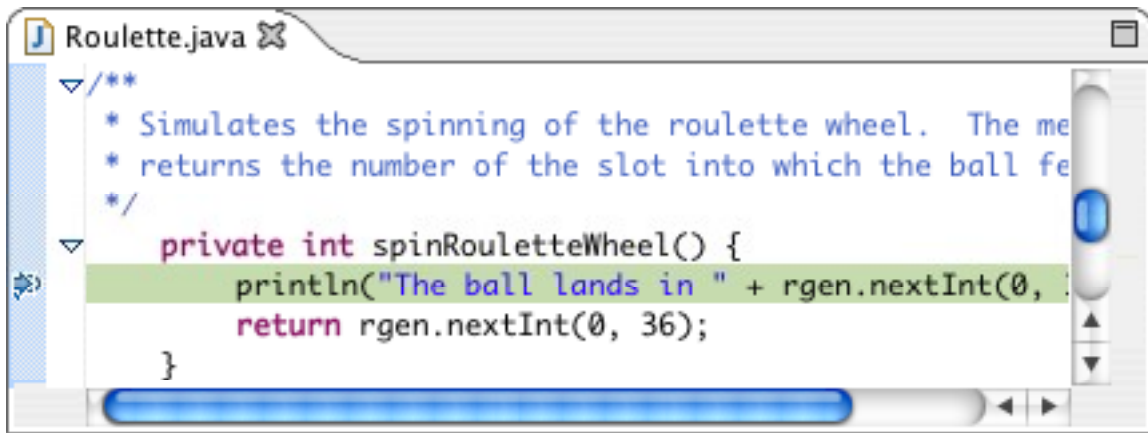 Roulette.java
/**
* Simulates the spinning of the roulette wheel.  The me
* returns the number of the slot into which the ball fe
*/
private int spinRouletteWheel() {
println("The ball lands in " + rgen.nextInt(0,
return rgen.nextInt(0, 36);
}